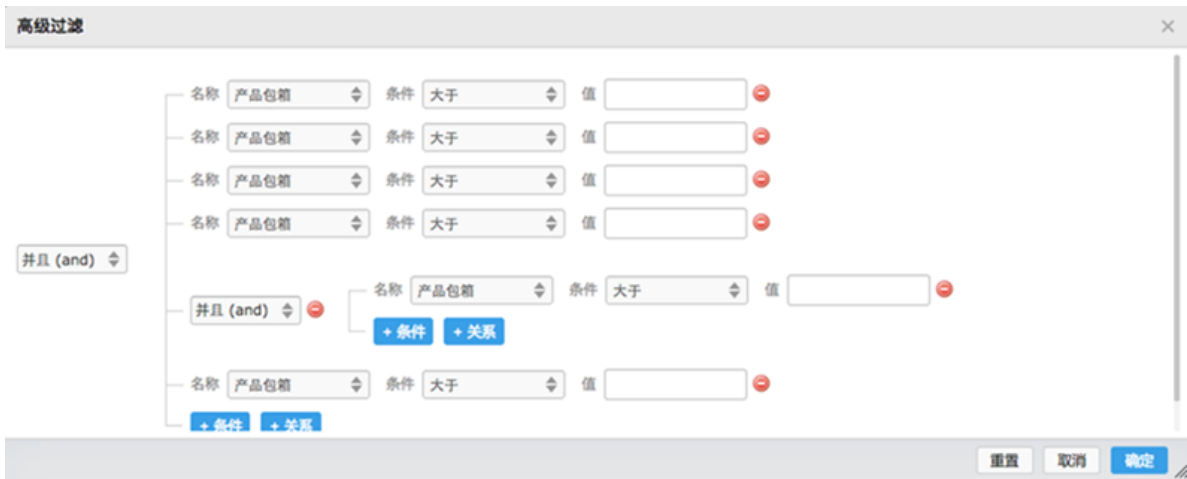 高级过滤
名称 产品包箱 条件 大于 值
名称 产品包箱 条件 大于 值
名称 产品包箱 条件 大于 值
名称 产品包箱 条件 大于 值
并且 (and)
名称 产品包箱 条件 大于 值
并且 (and)
+ 条件 + 关系
名称 产品包箱 条件 大于 值
+ 条件 + 关系
重置 取消 确定